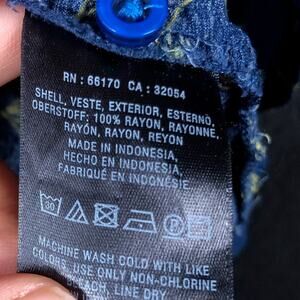 RN : 66170 CA : 32054
SHELL, VESTE, EXTERIOR, ESTERNO,
OBERSTOFF: 100% RAYON, RAYONNE,
RAYÓN, RAYON, REYON
MADE IN INDONESIA,
HECHO EN INDONESIA,
FABRIQUÉ EN INDONÉSIE
30
P
MACHINE WASH COLD WITH LIKE
COLORS, USE ONLY NON-CHLORINE
BLEACH, LINE DRY